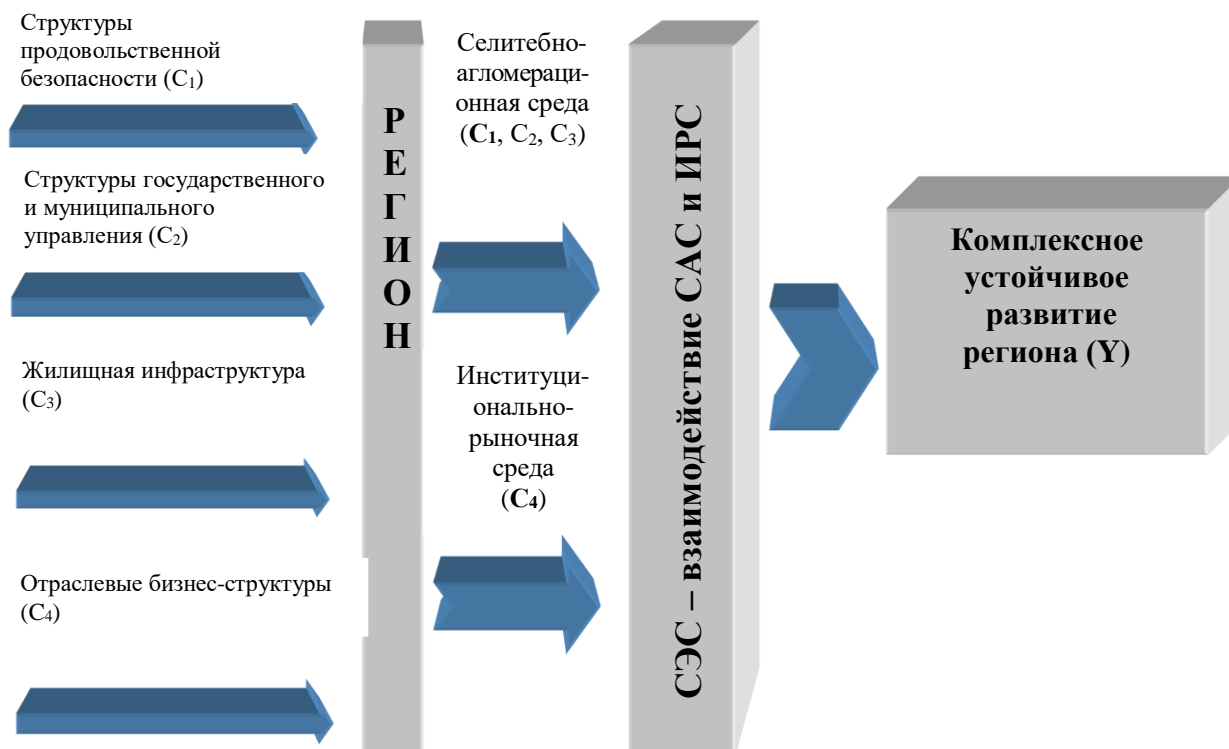 Структуры
продовольственной
безопасности (С₁)
Структуры государственного
и муниципального
управления (С₂)
Жилищная инфраструктура
(С₃)
Отраслевые бизнес-структуры
(С₄)
РЕГИОН
Селитебно-
агломераци-
онная среда
(С₁, С₂, С₃)
Институци-
онально-
рыночная
среда
(С₄)
СЭС – взаимодействие САС и ИРС
Комплексное
устойчивое
развитие
региона (Y)